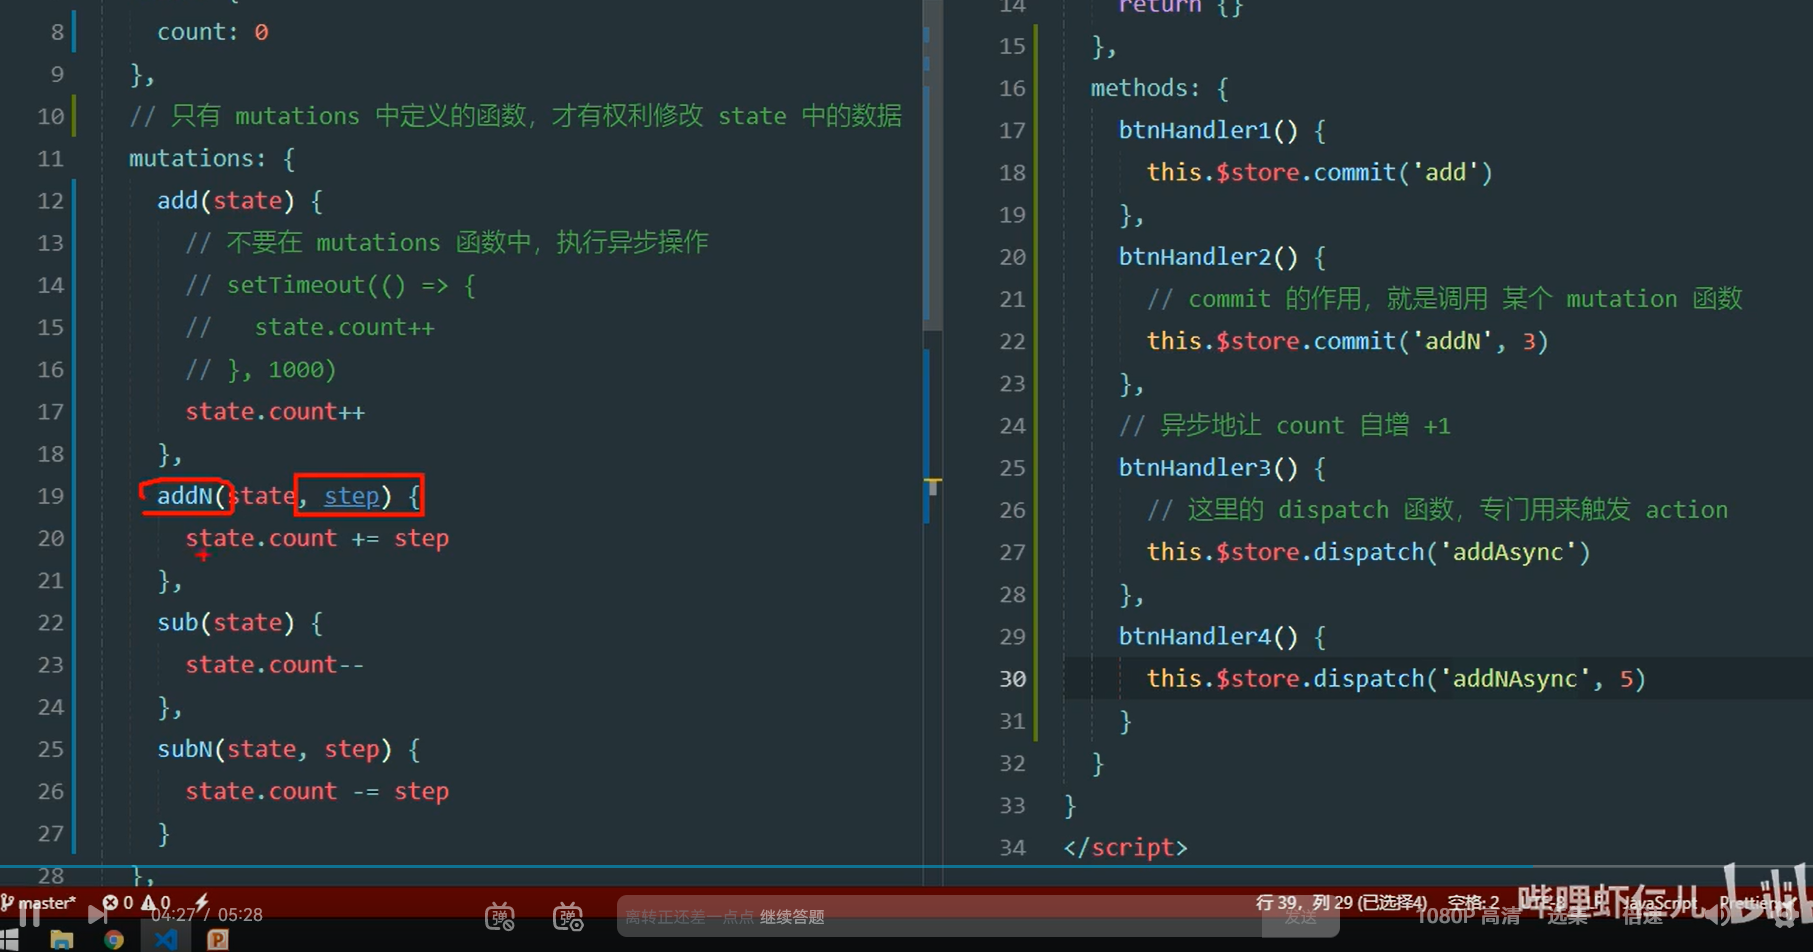 8 count: 0
9 },
10 // 只有 mutations 中定义的函数，才有权利修改 state 中的数据
11 mutations: {
12 add(state) {
13 // 不要在 mutations 函数中，执行异步操作
14 // setTimeout(() => {
15 //   state.count++
16 // }, 1000)
17 state.count++
18 },
19 addN(state, step) {
20 state.count += step
21 },
22 sub(state) {
23 state.count--
24 },
25 subN(state, step) {
26 state.count -= step
27 }
28 },
14 return {}
15 },
16 methods: {
17 btnHandler1() {
18 this.$store.commit('add')
19 },
20 btnHandler2() {
21 // commit 的作用，就是调用 某个 mutation 函数
22 this.$store.commit('addN', 3)
23 },
24 // 异步地让 count 自增 +1
25 btnHandler3() {
26 // 这里的 dispatch 函数，专门用来触发 action
27 this.$store.dispatch('addAsync')
28 },
29 btnHandler4() {
30 this.$store.dispatch('addNAsync', 5)
31 }
32 }
33 }
34 </script>
master* 0 0
行 39，列 29 (已选择4) 空格: 2 UTF-8 LF JavaScript Prettier
04:27 / 05:28
弹 弹 离转正还差一点点 继续答题 发送
1080P 高清 选集 倍速
哔哩虾仁儿